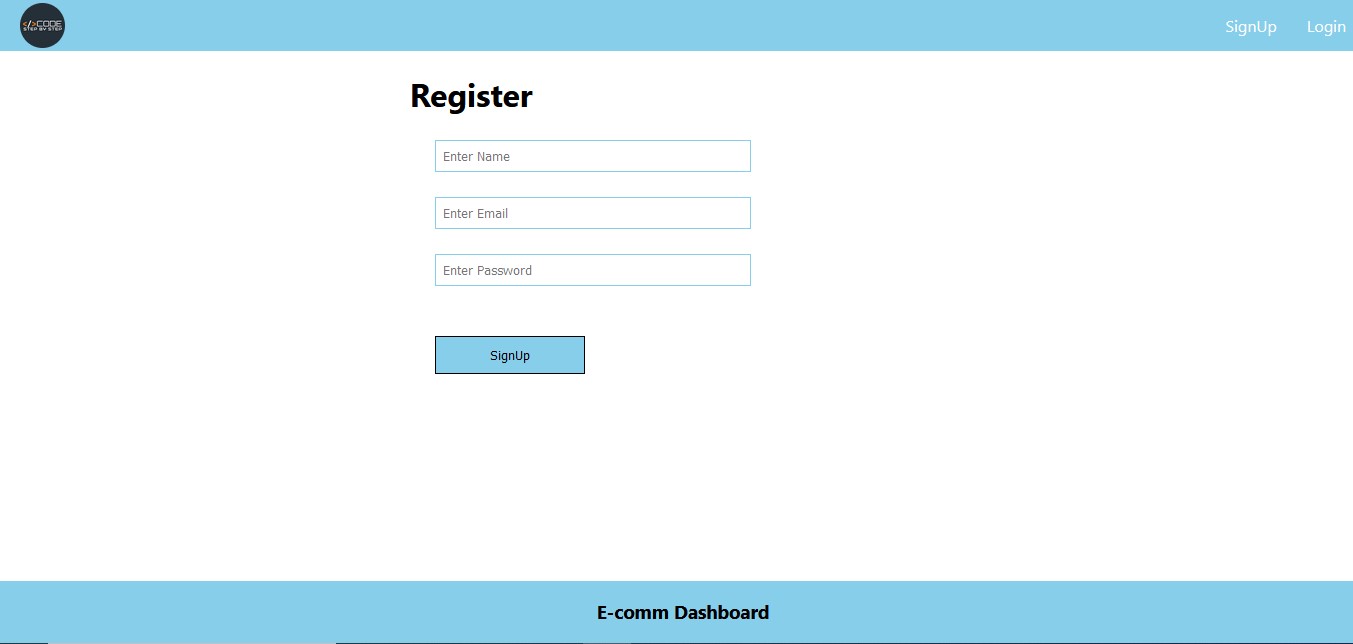 </>CODE
STEP BY STEP
SignUp Login
Register
Enter Name
Enter Email
Enter Password
SignUp
E-comm Dashboard